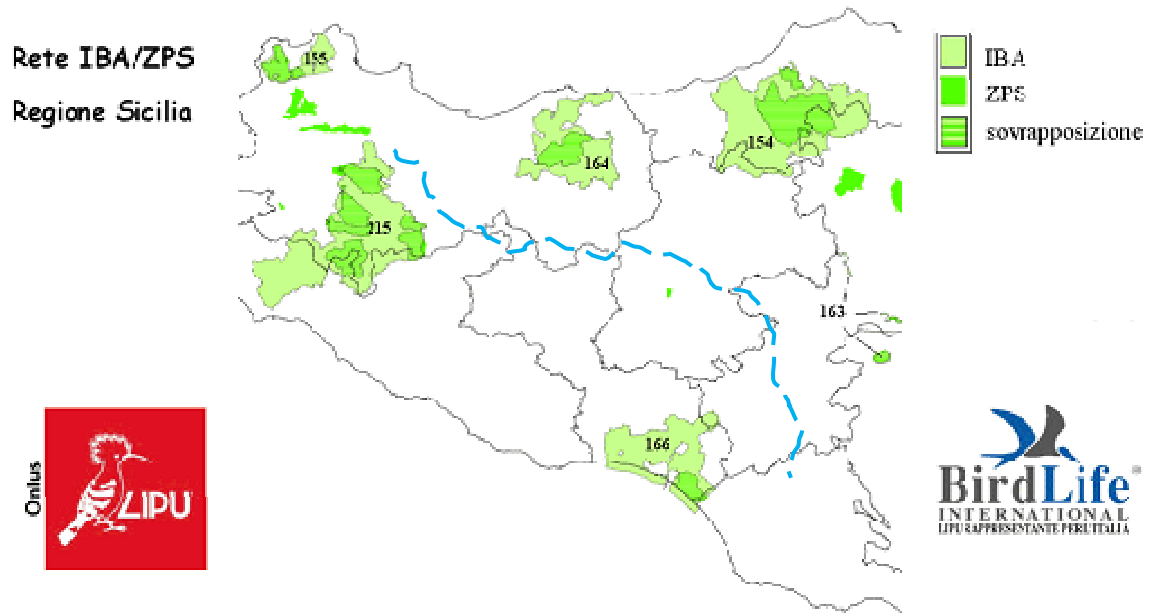 Rete IBA/ZPS
Regione Sicilia
155
164
154
215
163
166
IBA
ZPS
sovrapposizione
Onlus
LIPU
BirdLife®
INTERNATIONAL
LIPU RAPPRESENTANTE PER L'ITALIA